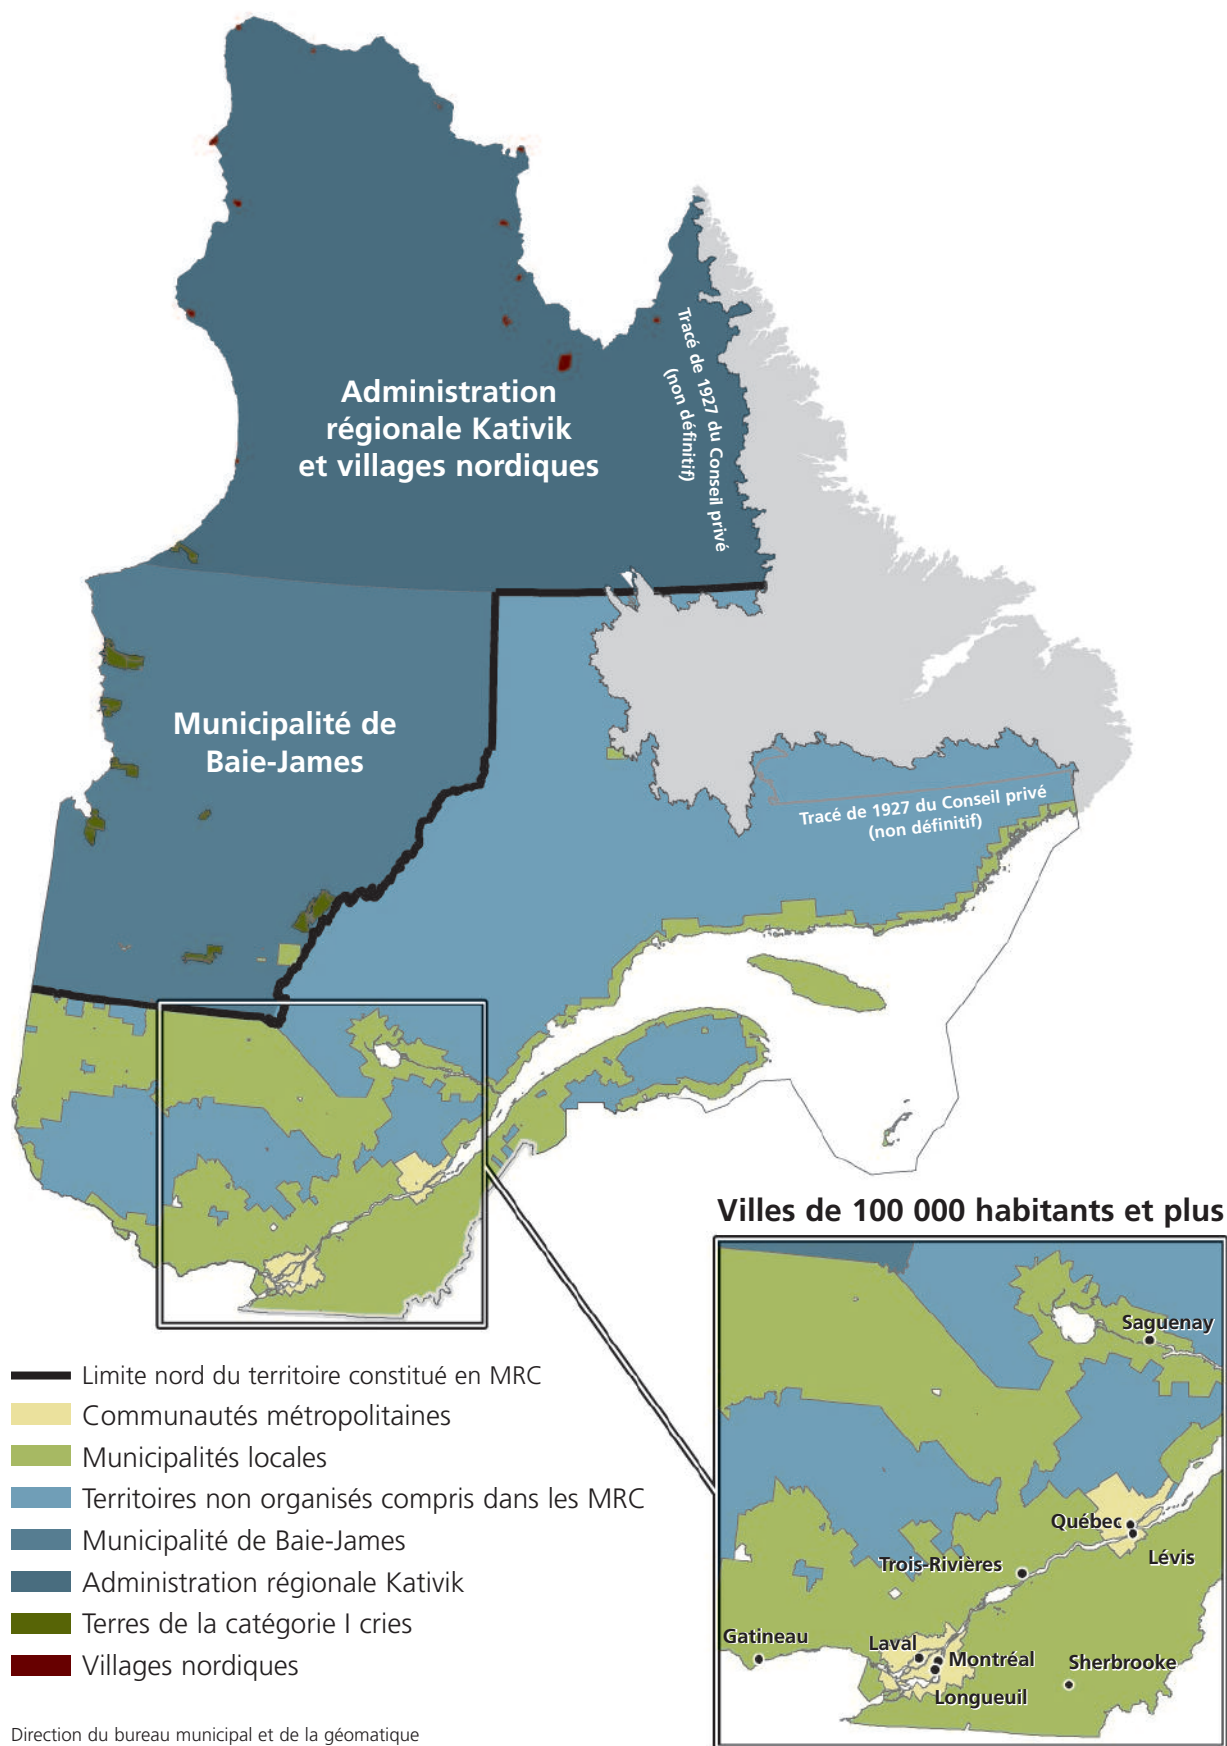 Administration
régionale Kativik
et villages nordiques
Tracé de 1927 du Conseil privé
(non définitif)
Municipalité de
Baie-James
Tracé de 1927 du Conseil privé
(non définitif)
Villes de 100 000 habitants et plus
Saguenay
Québec
Lévis
Trois-Rivières
Gatineau
Laval
Montréal
Sherbrooke
Longueuil
Limite nord du territoire constitué en MRC
Communautés métropolitaines
Municipalités locales
Territoires non organisés compris dans les MRC
Municipalité de Baie-James
Administration régionale Kativik
Terres de la catégorie I cries
Villages nordiques
Direction du bureau municipal et de la géomatique